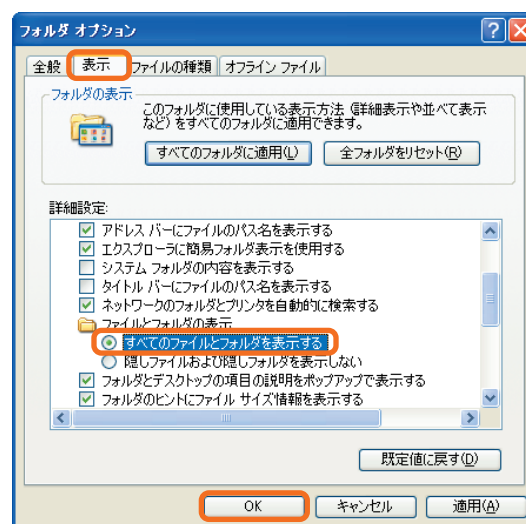 フォルダ オプション
全般 表示 ファイルの種類 オフライン ファイル
フォルダの表示
このフォルダに使用している表示方法 (詳細表示や並べて表示
など) をすべてのフォルダに適用できます。
すべてのフォルダに適用(L) 全フォルダをリセット(R)
詳細設定:
アドレス バーにファイルのパス名を表示する
エクスプローラに簡易フォルダ表示を使用する
システム フォルダの内容を表示する
タイトル バーにファイルのパス名を表示する
ネットワークのフォルダとプリンタを自動的に検索する
ファイルとフォルダの表示
すべてのファイルとフォルダを表示する
隠しファイルおよび隠しフォルダを表示しない
フォルダとデスクトップの項目の説明をポップアップで表示する
フォルダのヒントにファイル サイズ情報を表示する
既定値に戻す(D)
OK キャンセル 適用(A)